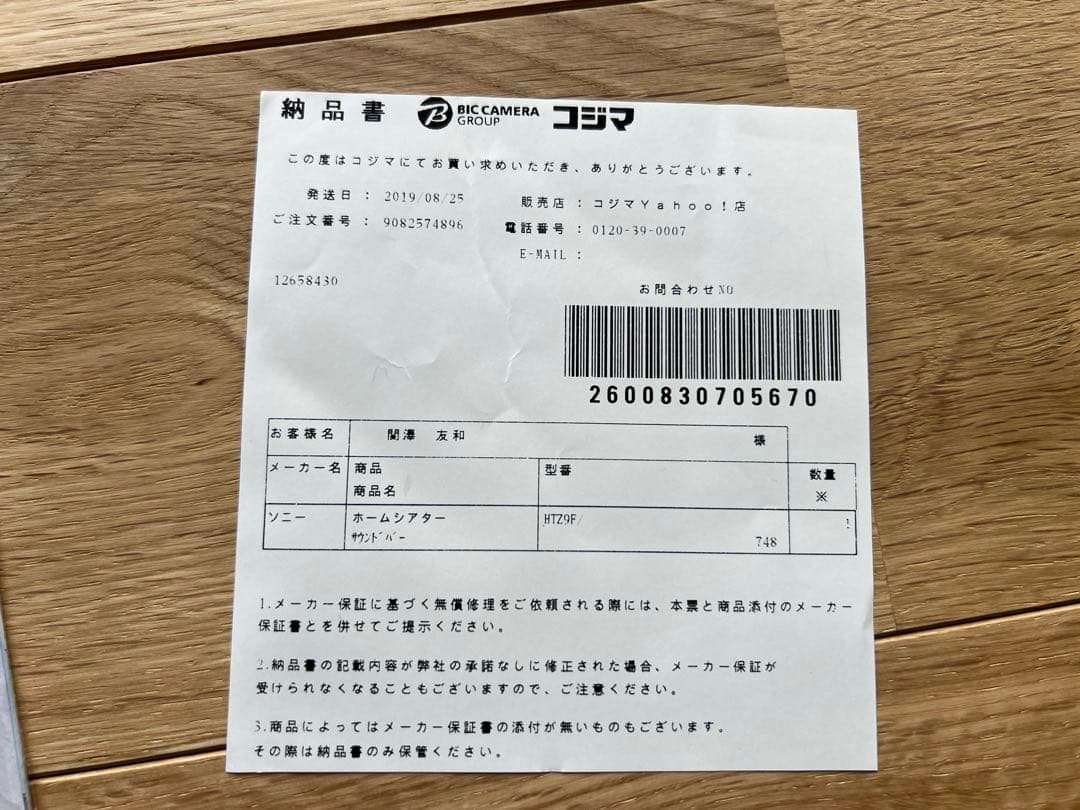 納品書 BIC CAMERA GROUP コジマ
この度はコジマにてお買い求めいただき、ありがとうございます。
発送日 : 2019/08/25 販売店 : コジマYahoo!店
ご注文番号 : 9082574896 電話番号 : 0120-39-0007
E-MAIL :
12658430
お問合わせNO
2600830705670
お客様名 関澤 友和 様
メーカー名 商品 型番 数量
商品名 ※
ソニー ホームシアター HTZ9F/ 1
サウンドバー 748
1.メーカー保証に基づく無償修理をご依頼される際には、本票と商品添付のメーカー
保証書とを併せてご提示ください。
2.納品書の記載内容が弊社の承諾なしに修正された場合、メーカー保証が
受けられなくなることもございますので、ご注意ください。
3.商品によってはメーカー保証書の添付が無いものもございます。
その際は納品書のみ保管ください。